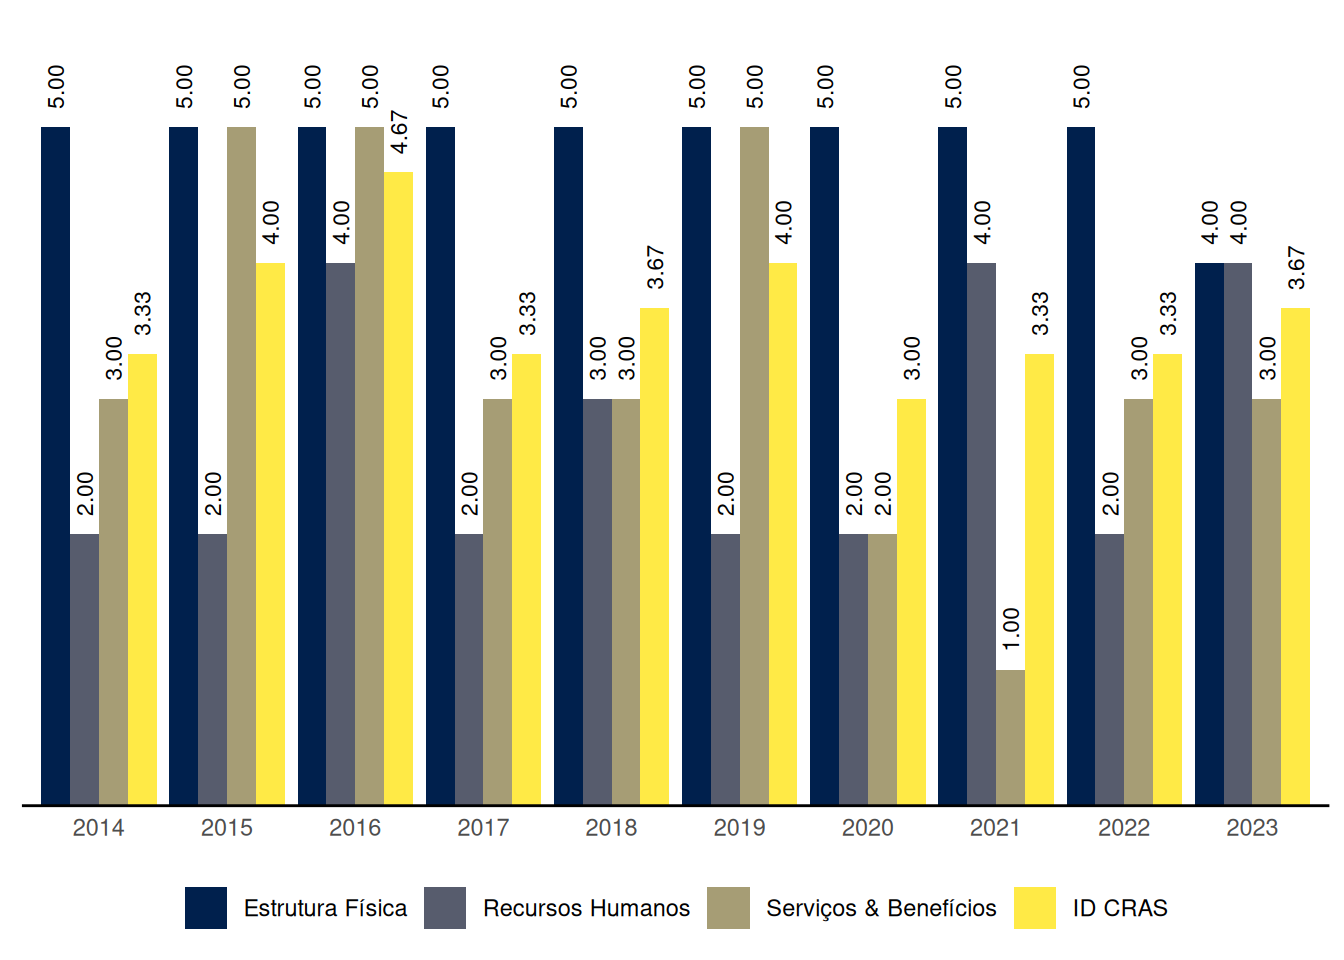 5.00 2.00 3.00 3.33
5.00 2.00 5.00 4.00
5.00 4.00 5.00 4.67
5.00 2.00 3.00 3.33
5.00 3.00 3.00 3.67
5.00 2.00 5.00 4.00
5.00 2.00 2.00 3.00
5.00 4.00 1.00 3.33
5.00 2.00 3.00 3.33
4.00 4.00 3.00 3.67
2014 2015 2016 2017 2018 2019 2020 2021 2022 2023
Estrutura Física Recursos Humanos Serviços & Benefícios ID CRAS